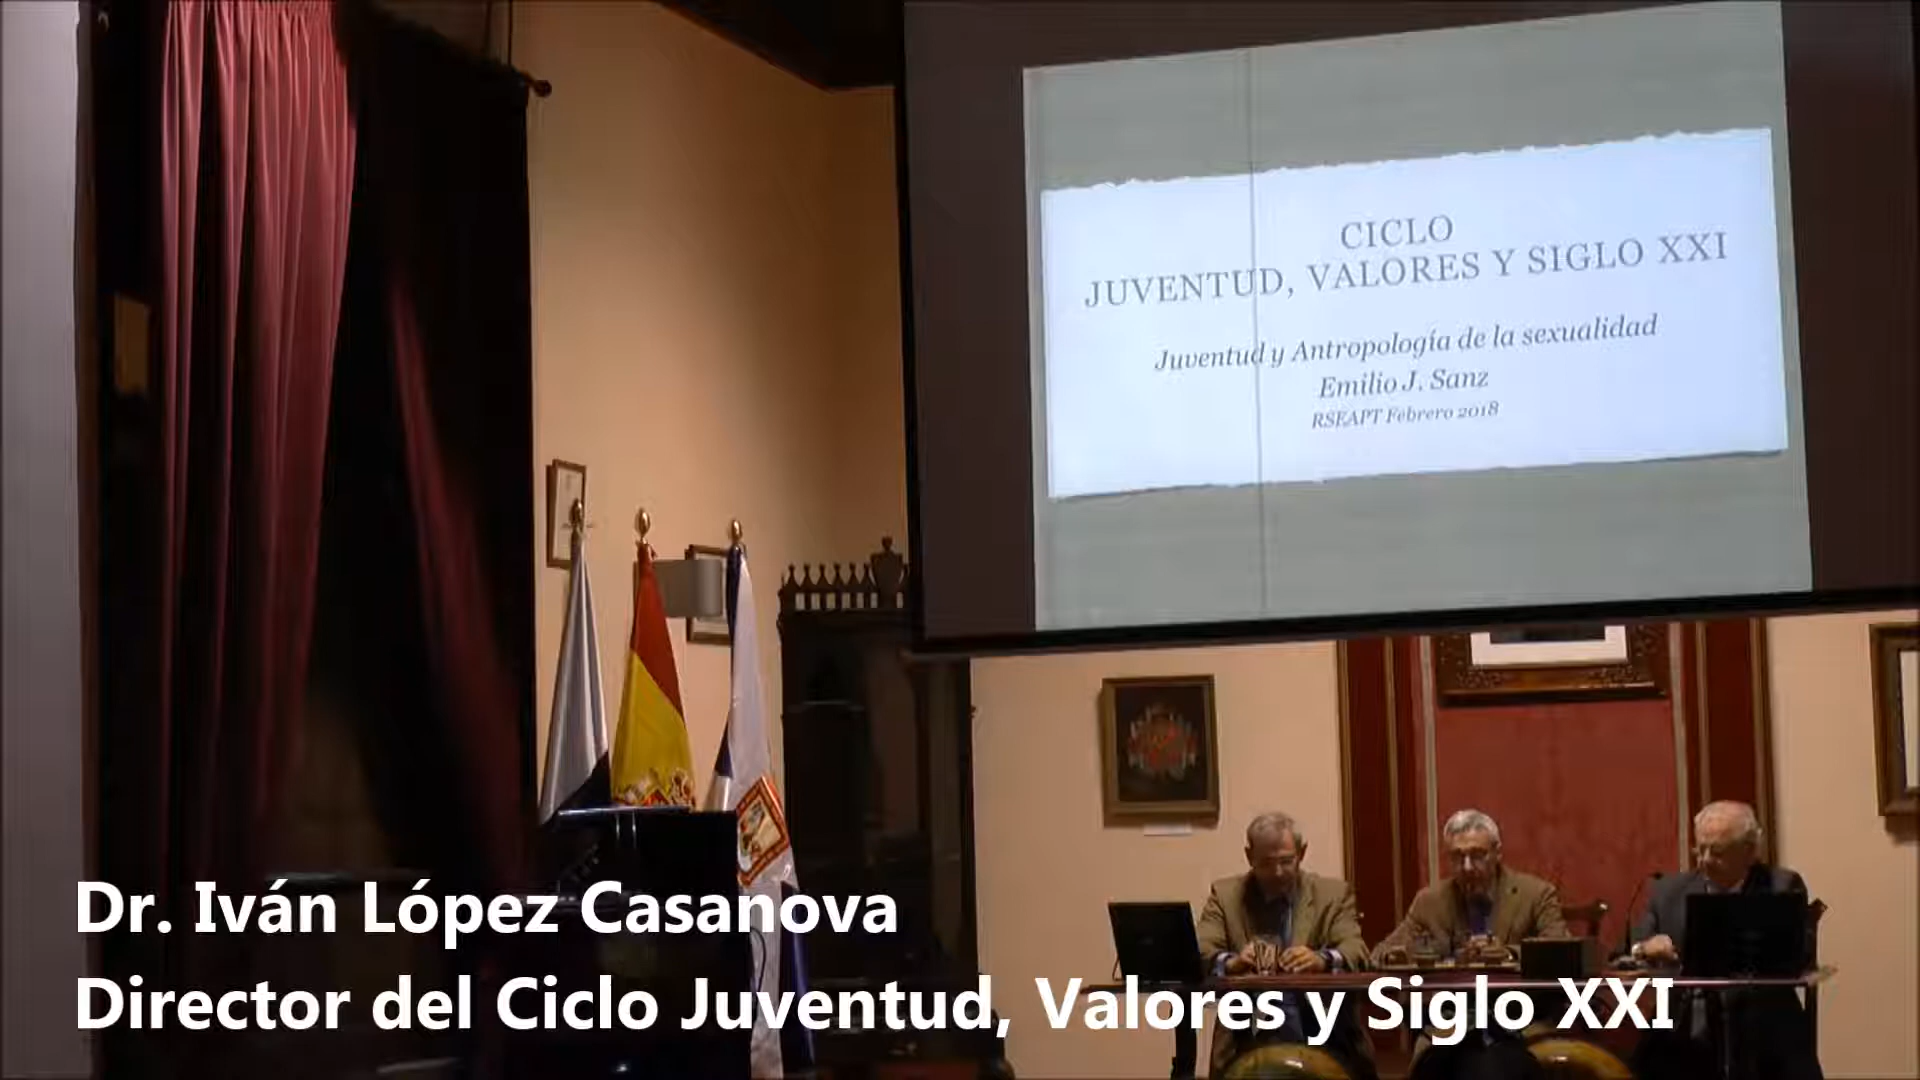 CICLO
JUVENTUD, VALORES Y SIGLO XXI
Juventud y Antropología de la sexualidad
Emilio J. Sanz
RSEAPT Febrero 2018
Dr. Iván López Casanova
Director del Ciclo Juventud, Valores y Siglo XXI